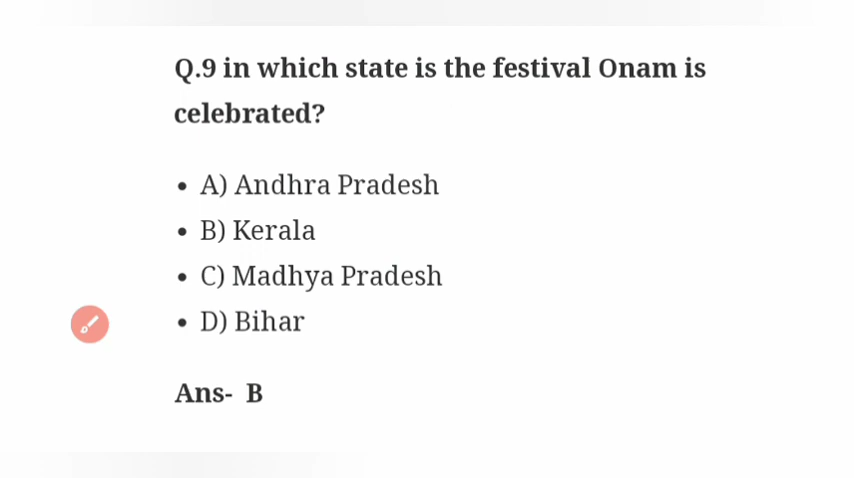 Q.9 in which state is the festival Onam is
celebrated?
• A) Andhra Pradesh
• B) Kerala
• C) Madhya Pradesh
• D) Bihar
Ans- B